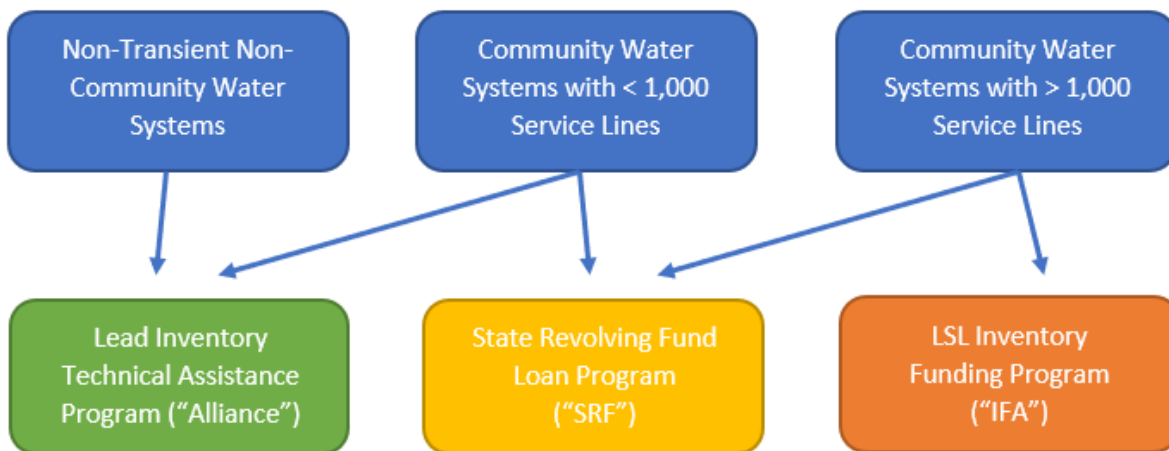 Non-Transient Non-
Community Water
Systems
Community Water
Systems with < 1,000
Service Lines
Community Water
Systems with > 1,000
Service Lines
Lead Inventory
Technical Assistance
Program (“Alliance”)
State Revolving Fund
Loan Program
(“SRF”)
LSL Inventory
Funding Program
(“IFA”)